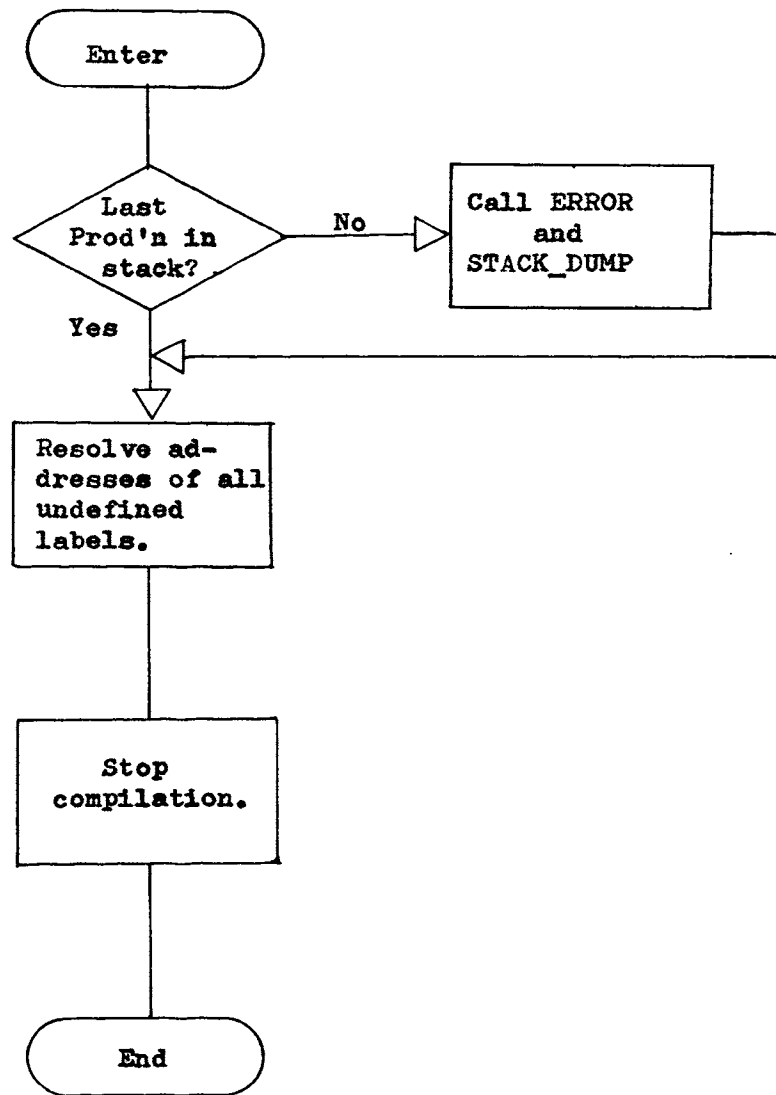 Enter
Last
Prod'n in
stack?
No
Call ERROR
and
STACK_DUMP
Yes
Resolve ad-
dresses of all
undefined
labels.
Stop
compilation.
End